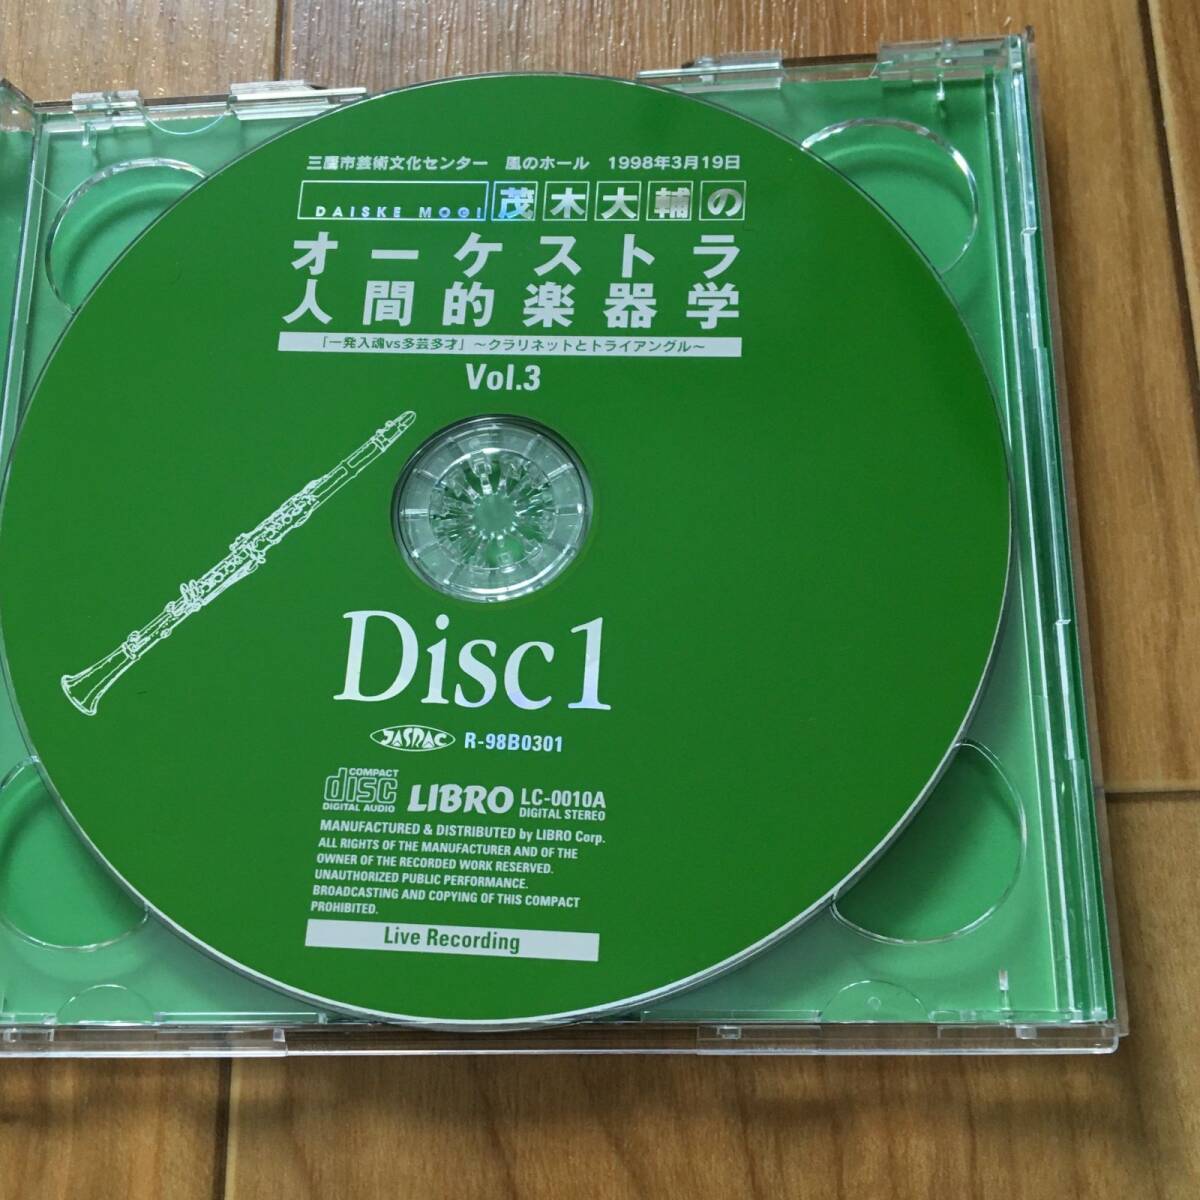 三鷹市芸術文化センター 風のホール 1998年3月19日
DAISKE MOGI 茂木大輔の
オーケストラ
人間的楽器学
「一発入魂vs多芸多才」～クラリネットとトライアングル～
Vol.3
Disc1
JASRAC R-98B0301
COMPACT
disc
DIGITAL AUDIO
LIBRO LC-0010A
DIGITAL STEREO
MANUFACTURED & DISTRIBUTED by LIBRO Corp.
ALL RIGHTS OF THE MANUFACTURER AND OF THE
OWNER OF THE RECORDED WORK RESERVED.
UNAUTHORIZED PUBLIC PERFORMANCE.
BROADCASTING AND COPYING OF THIS COMPACT
PROHIBITED.
Live Recording